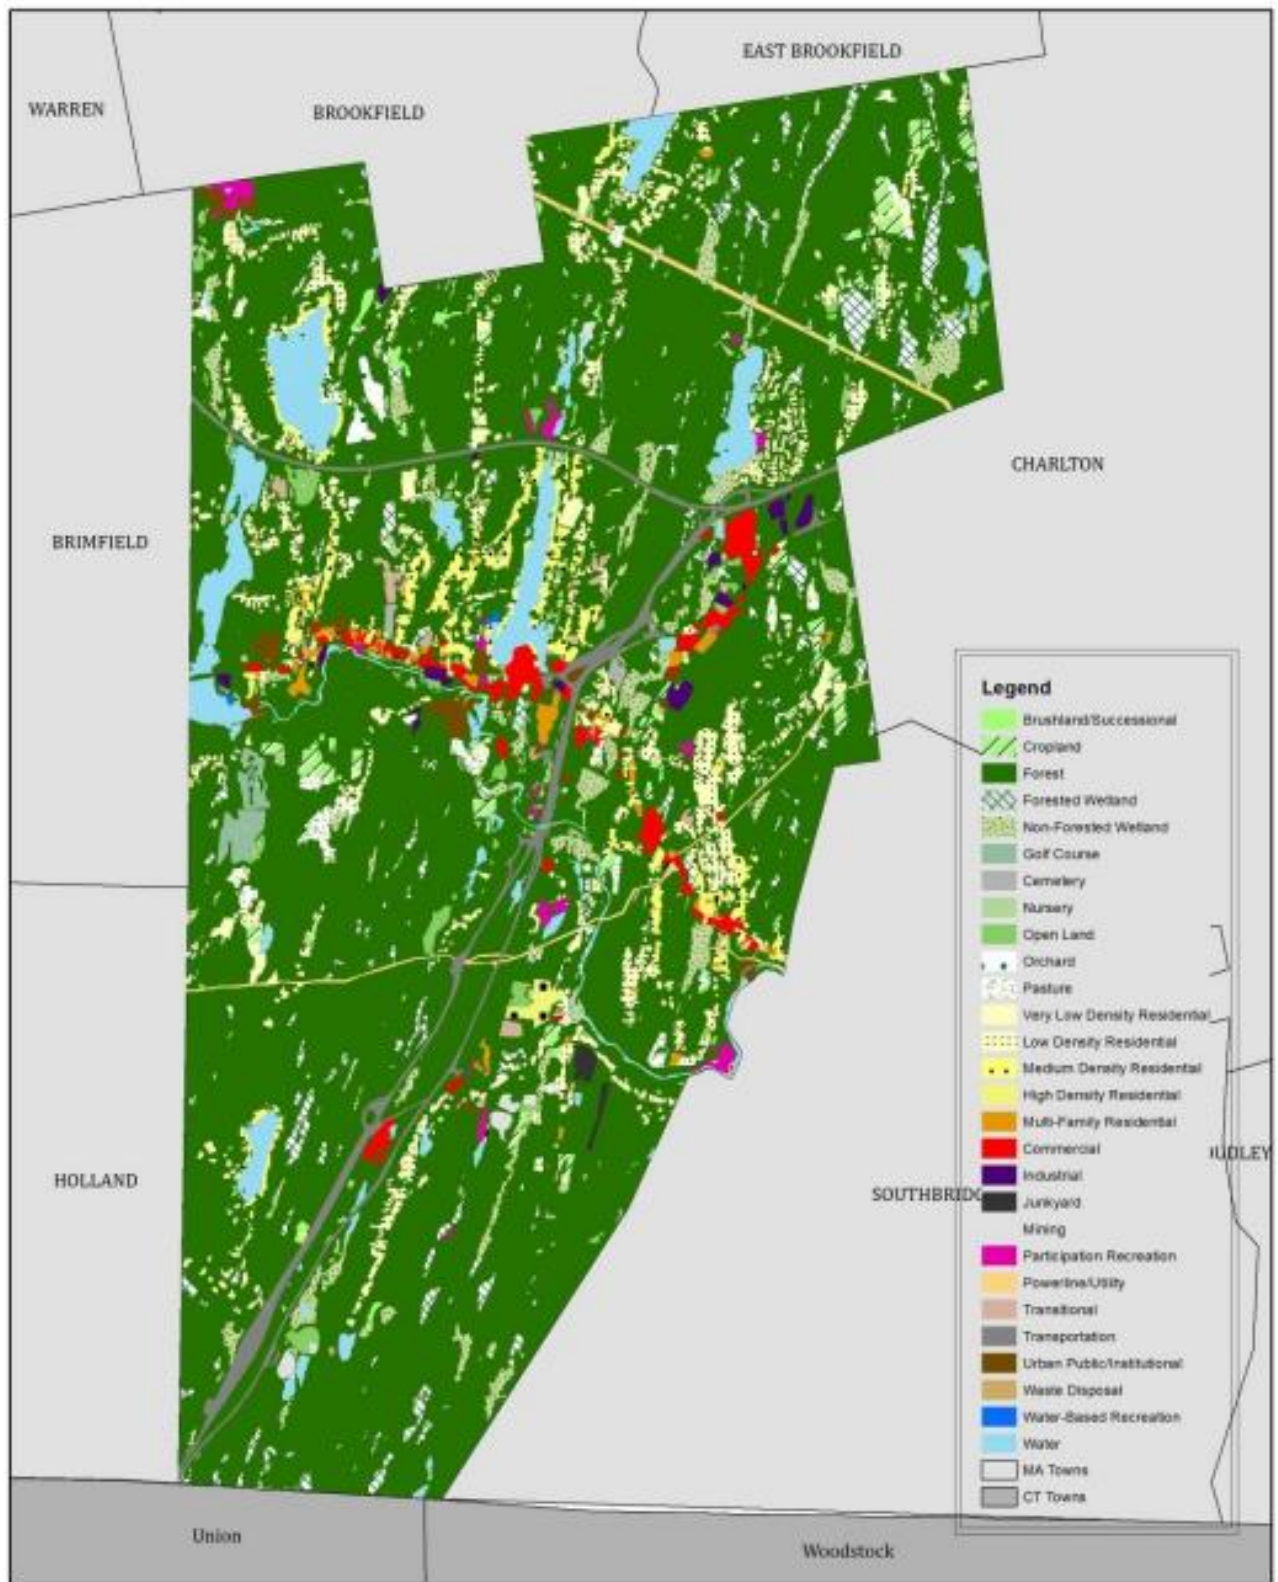 EAST BROOKFIELD
WARREN
BROOKFIELD
CHARLTON
BRIMFIELD
Legend
Brushland/Successional
Cropland
Forest
Forested Wetland
Non-Forested Wetland
Golf Course
Cemetery
Nursery
Open Land
Orchard
Pasture
Very Low Density Residential
Low Density Residential
Medium Density Residential
High Density Residential
Multi-Family Residential
Commercial
Industrial
Junkyard
Mining
Participation Recreation
Powerline/Utility
Transitional
Transportation
Urban Public/Institutional
Waste Disposal
Water-Based Recreation
Water
MA Towns
CT Towns
HOLLAND
SOUTHBRIDG
UDLEY
Union
Woodstock